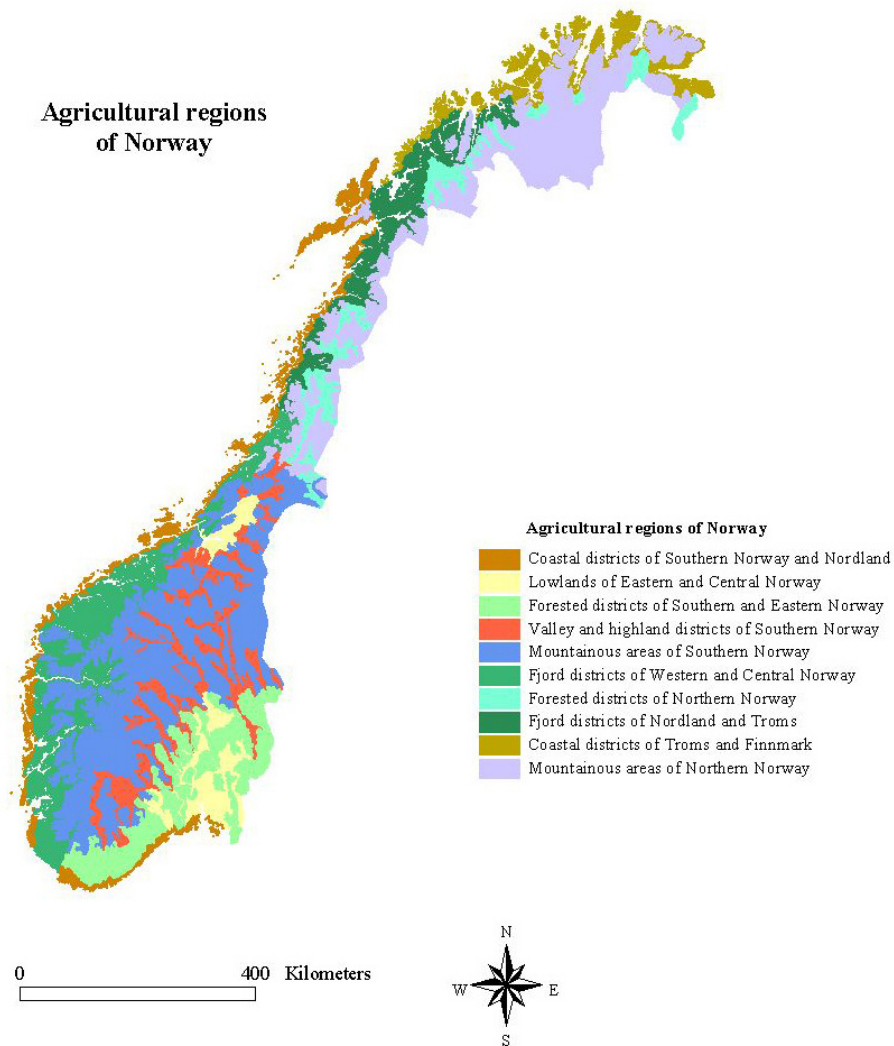 Agricultural regions
of Norway
Agricultural regions of Norway
Coastal districts of Southern Norway and Nordland
Lowlands of Eastern and Central Norway
Forested districts of Southern and Eastern Norway
Valley and highland districts of Southern Norway
Mountainous areas of Southern Norway
Fjord districts of Western and Central Norway
Forested districts of Northern Norway
Fjord districts of Nordland and Troms
Coastal districts of Troms and Finnmark
Mountainous areas of Northern Norway
0 400 Kilometers
N
W E
S